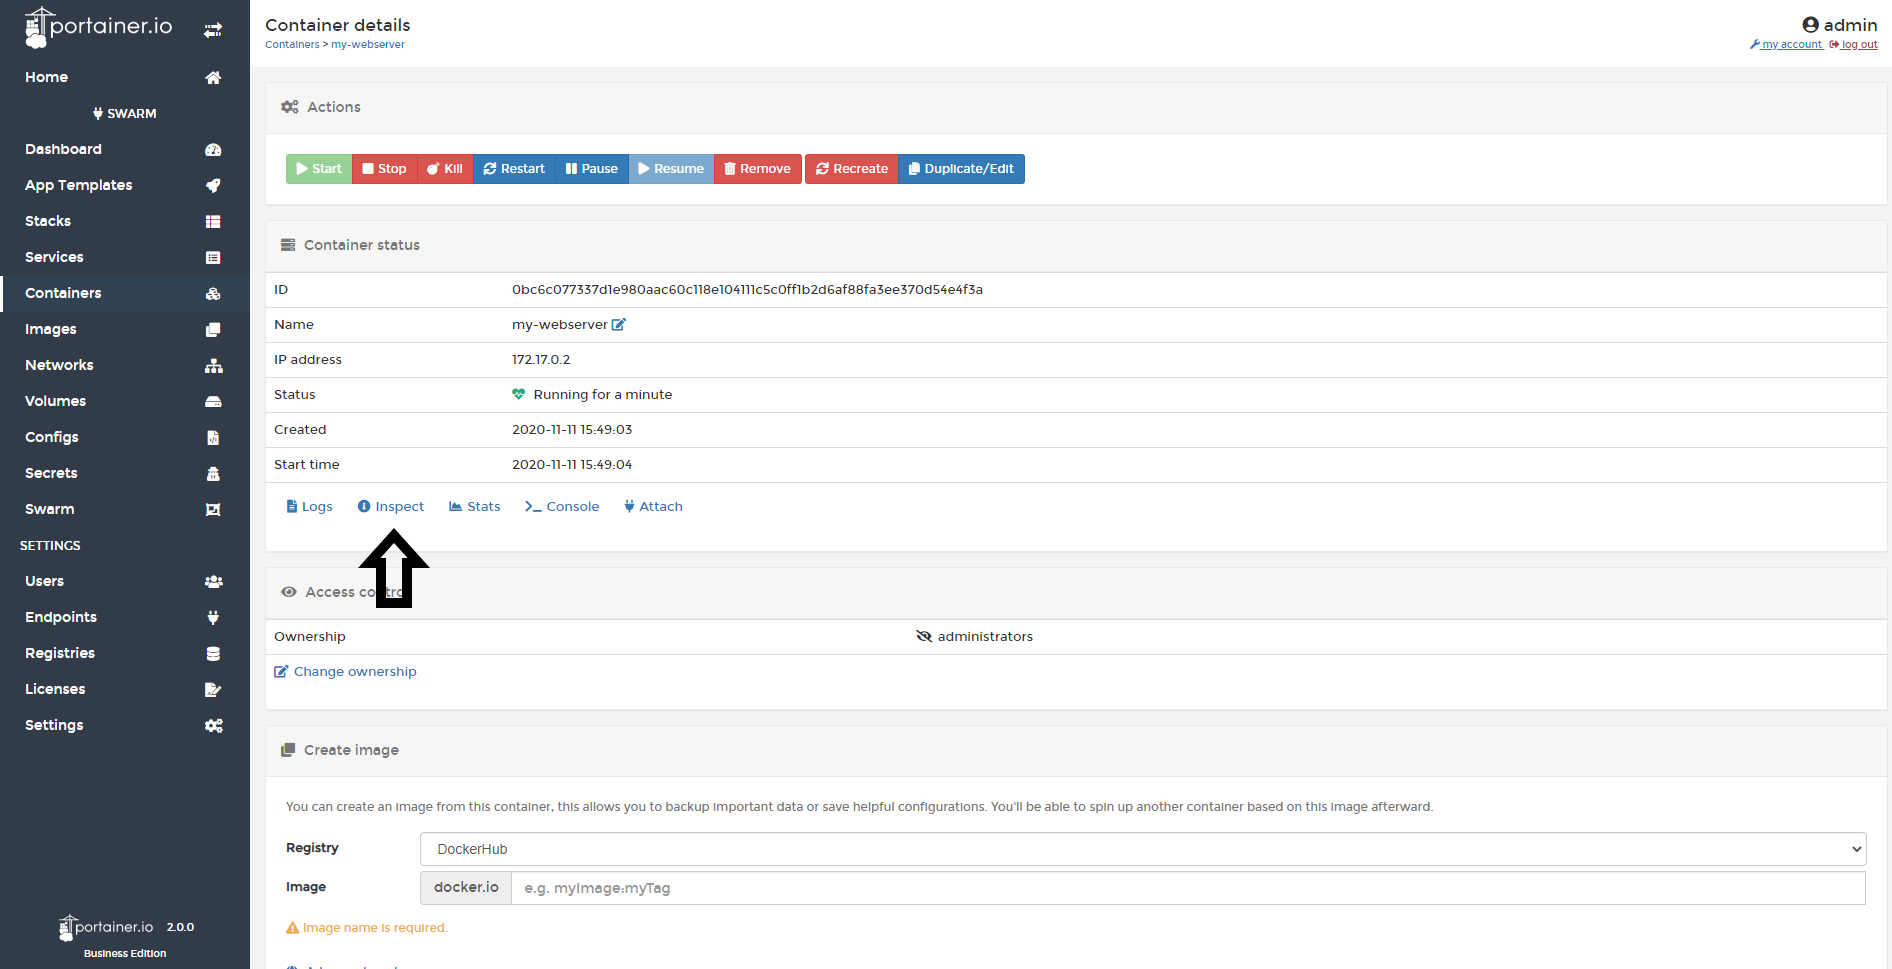 portainer.io
Home
SWARM
Dashboard
App Templates
Stacks
Services
Containers
Images
Networks
Volumes
Configs
Secrets
Swarm
SETTINGS
Users
Endpoints
Registries
Licenses
Settings
portainer.io 2.0.0
Business Edition
Container details
Containers > my-webserver
admin
my account log out
Actions
Start Stop Kill Restart Pause Resume Remove Recreate Duplicate/Edit
Container status
ID 0bc6c077337d1e980aac60c118e104111c5c0ff1b2d6af88fa3ee370d54e4f3a
Name my-webserver
IP address 172.17.0.2
Status Running for a minute
Created 2020-11-11 15:49:03
Start time 2020-11-11 15:49:04
Logs Inspect Stats Console Attach
Access control
Ownership administrators
Change ownership
Create image
You can create an image from this container, this allows you to backup important data or save helpful configurations. You'll be able to spin up another container based on this image afterward.
Registry DockerHub
Image docker.io e.g. myImage:myTag
Image name is required.